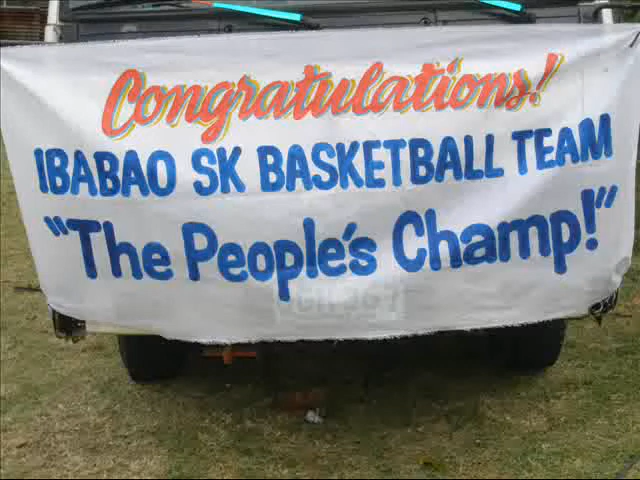 Congratulations!
IBABAO SK BASKETBALL TEAM
"The People's Champ!"